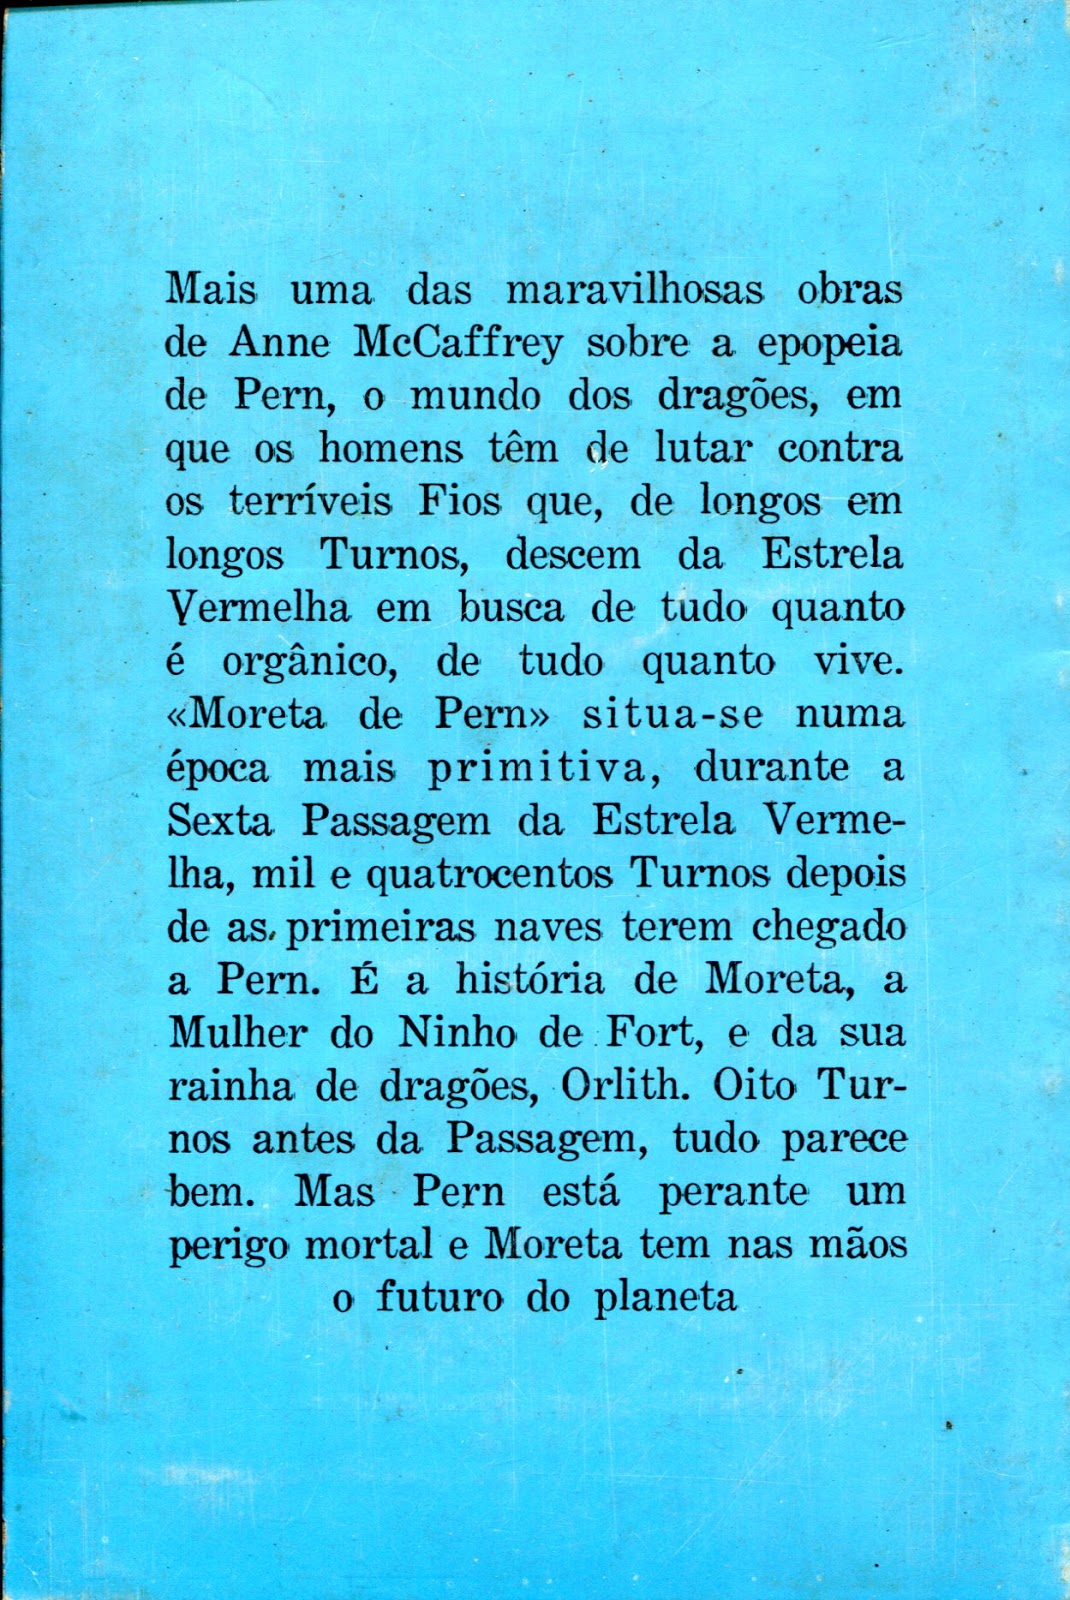 Mais uma das maravilhosas obras
de Anne McCaffrey sobre a epopeia
de Pern, o mundo dos dragões, em
que os homens têm de lutar contra
os terríveis Fios que, de longos em
longos Turnos, descem da Estrela
Vermelha em busca de tudo quanto
é orgânico, de tudo quanto vive.
«Moreta de Pern» situa-se numa
época mais primitiva, durante a
Sexta Passagem da Estrela Verme-
lha, mil e quatrocentos Turnos depois
de as primeiras naves terem chegado
a Pern. É a história de Moreta, a
Mulher do Ninho de Fort, e da sua
rainha de dragões, Orlith. Oito Tur-
nos antes da Passagem, tudo parece
bem. Mas Pern está perante um
perigo mortal e Moreta tem nas mãos
o futuro do planeta